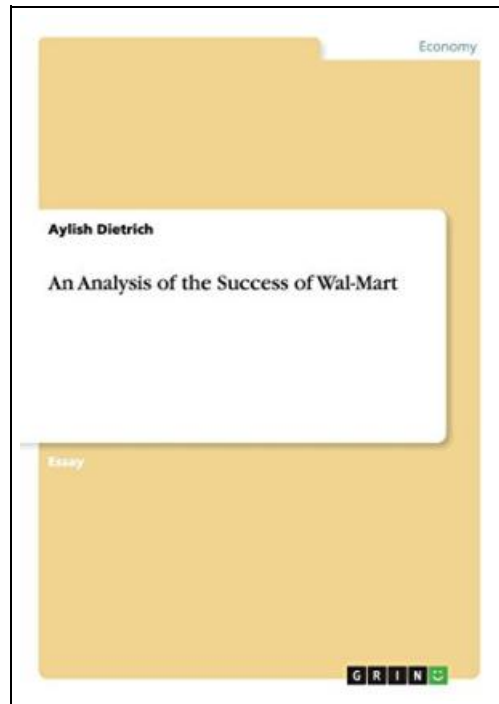 Economy
Aylish Dietrich
An Analysis of the Success of Wal-Mart
Essay
GRIN